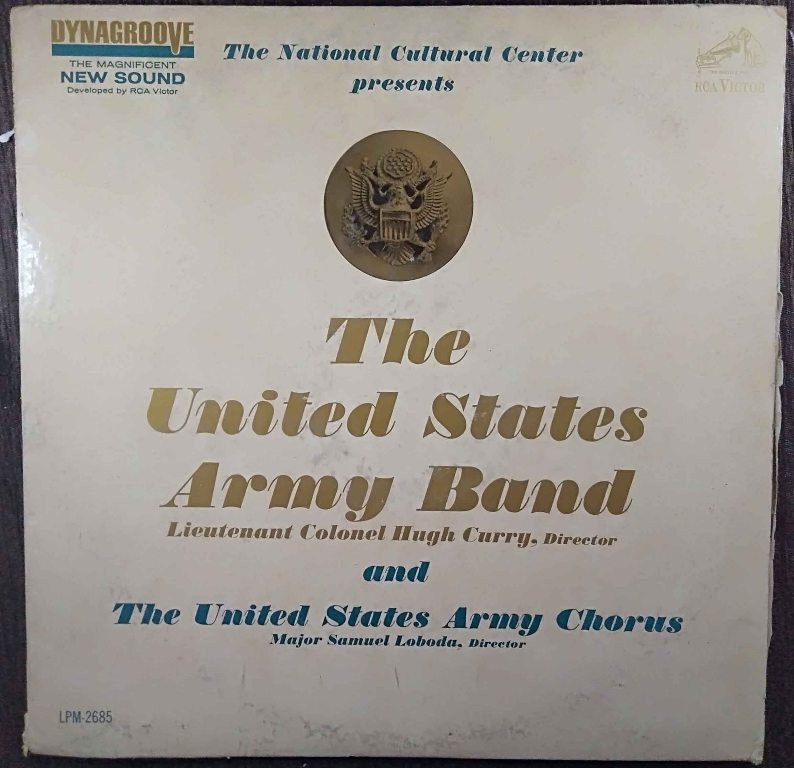 DYNAGROOVE
THE MAGNIFICENT
NEW SOUND
Developed by RCA Victor
The National Cultural Center
presents
RCA VICTOR
The
United States
Army Band
Lieutenant Colonel Hugh Curry, Director
and
The United States Army Chorus
Major Samuel Loboda, Director
LPM-2685